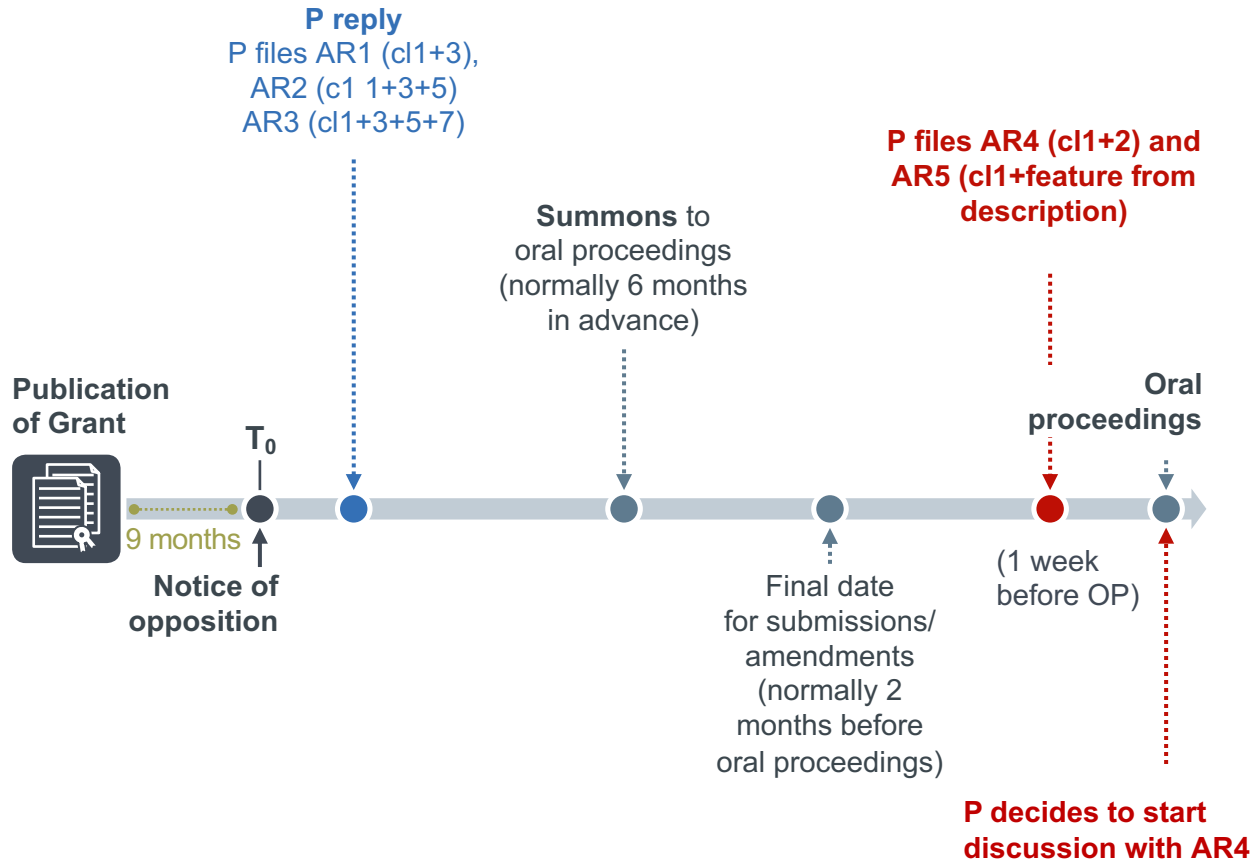 P reply
P files AR1 (cl1+3),
AR2 (c1 1+3+5)
AR3 (cl1+3+5+7)
P files AR4 (cl1+2) and
AR5 (cl1+feature from
description)
Summons to
oral proceedings
(normally 6 months
in advance)
Publication
of Grant
T₀
Oral
proceedings
9 months
Notice of
opposition
Final date
for submissions/
amendments
(normally 2
months before
oral proceedings)
(1 week
before OP)
P decides to start
discussion with AR4